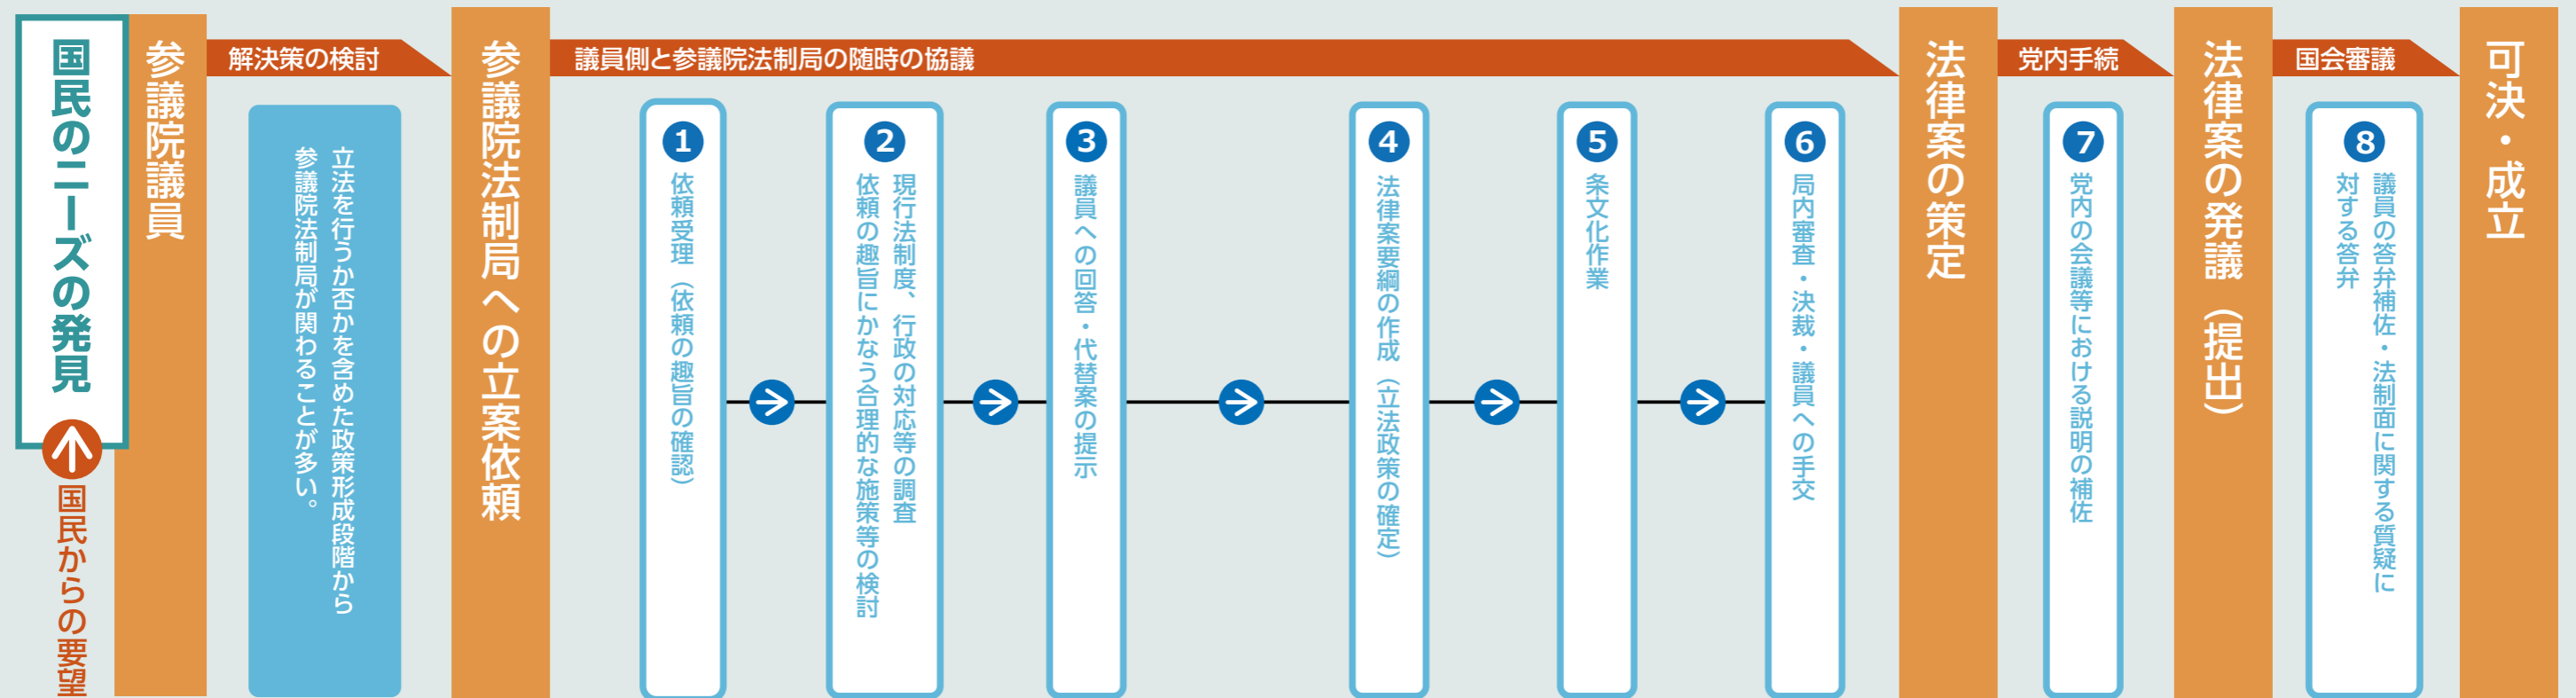 国民のニーズの発見
国民からの要望
参議院議員
解決策の検討
立法を行うか否かを含めた政策形成段階から
参議院法制局が関わることが多い。
参議院法制局への立案依頼
議員側と参議院法制局の随時の協議
1
依頼受理（依頼の趣旨の確認）
2
現行法制度、行政の対応等の調査
依頼の趣旨にかなう合理的な施策等の検討
3
議員への回答・代替案の提示
4
法律案要綱の作成（立法政策の確定）
5
条文化作業
6
局内審査・決裁・議員への手交
法律案の策定
党内手続
7
党内の会議等における説明の補佐
法律案の発議（提出）
国会審議
8
議員の答弁補佐・法制面に関する質疑に
対する答弁
可決・成立